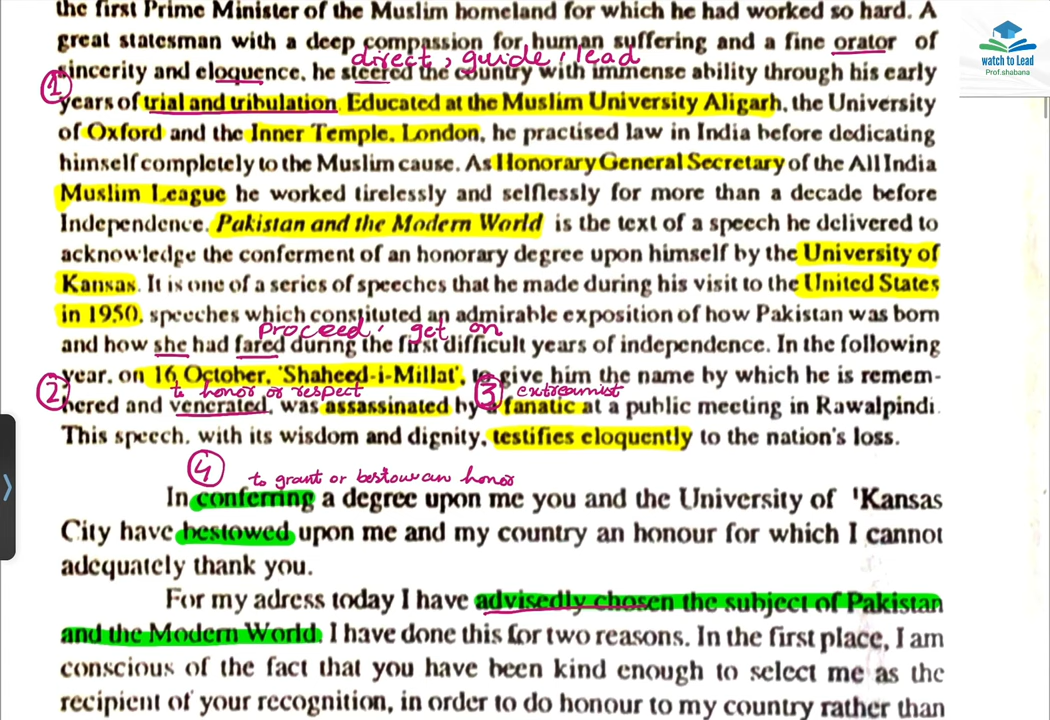 the first Prime Minister of the Muslim homeland for which he had worked so hard. A
watch to Lead
Prof.shabana
great statesman with a deep compassion for human suffering and a fine orator of
direct, guide, lead
sincerity and eloquence, he steered the country with immense ability through his early
1
years of trial and tribulation. Educated at the Muslim University Aligarh, the University
of Oxford and the Inner Temple, London, he practised law in India before dedicating
himself completely to the Muslim cause. As Honorary General Secretary of the All India
Muslim League he worked tirelessly and selflessly for more than a decade before
Independence. Pakistan and the Modern World is the text of a speech he delivered to
acknowledge the conferment of an honorary degree upon himself by the University of
Kansas. It is one of a series of speeches that he made during his visit to the United States
in 1950, speeches which constituted an admirable exposition of how Pakistan was born
proceed, get on
and how she had fared during the first difficult years of independence. In the following
year, on 16 October, 'Shaheed-i-Millat', to give him the name by which he is remem-
2 to honor or respect 3 extreamist
bered and venerated, was assassinated by a fanatic at a public meeting in Rawalpindi.
This speech, with its wisdom and dignity, testifies eloquently to the nation's loss.
4 to grant or bestow an honor
In conferring a degree upon me you and the University of 'Kansas
City have bestowed upon me and my country an honour for which I cannot
adequately thank you.
For my adress today I have advisedly chosen the subject of Pakistan
and the Modern World. I have done this for two reasons. In the first place, I am
conscious of the fact that you have been kind enough to select me as the
recipient of your recognition, in order to do honour to my country rather than